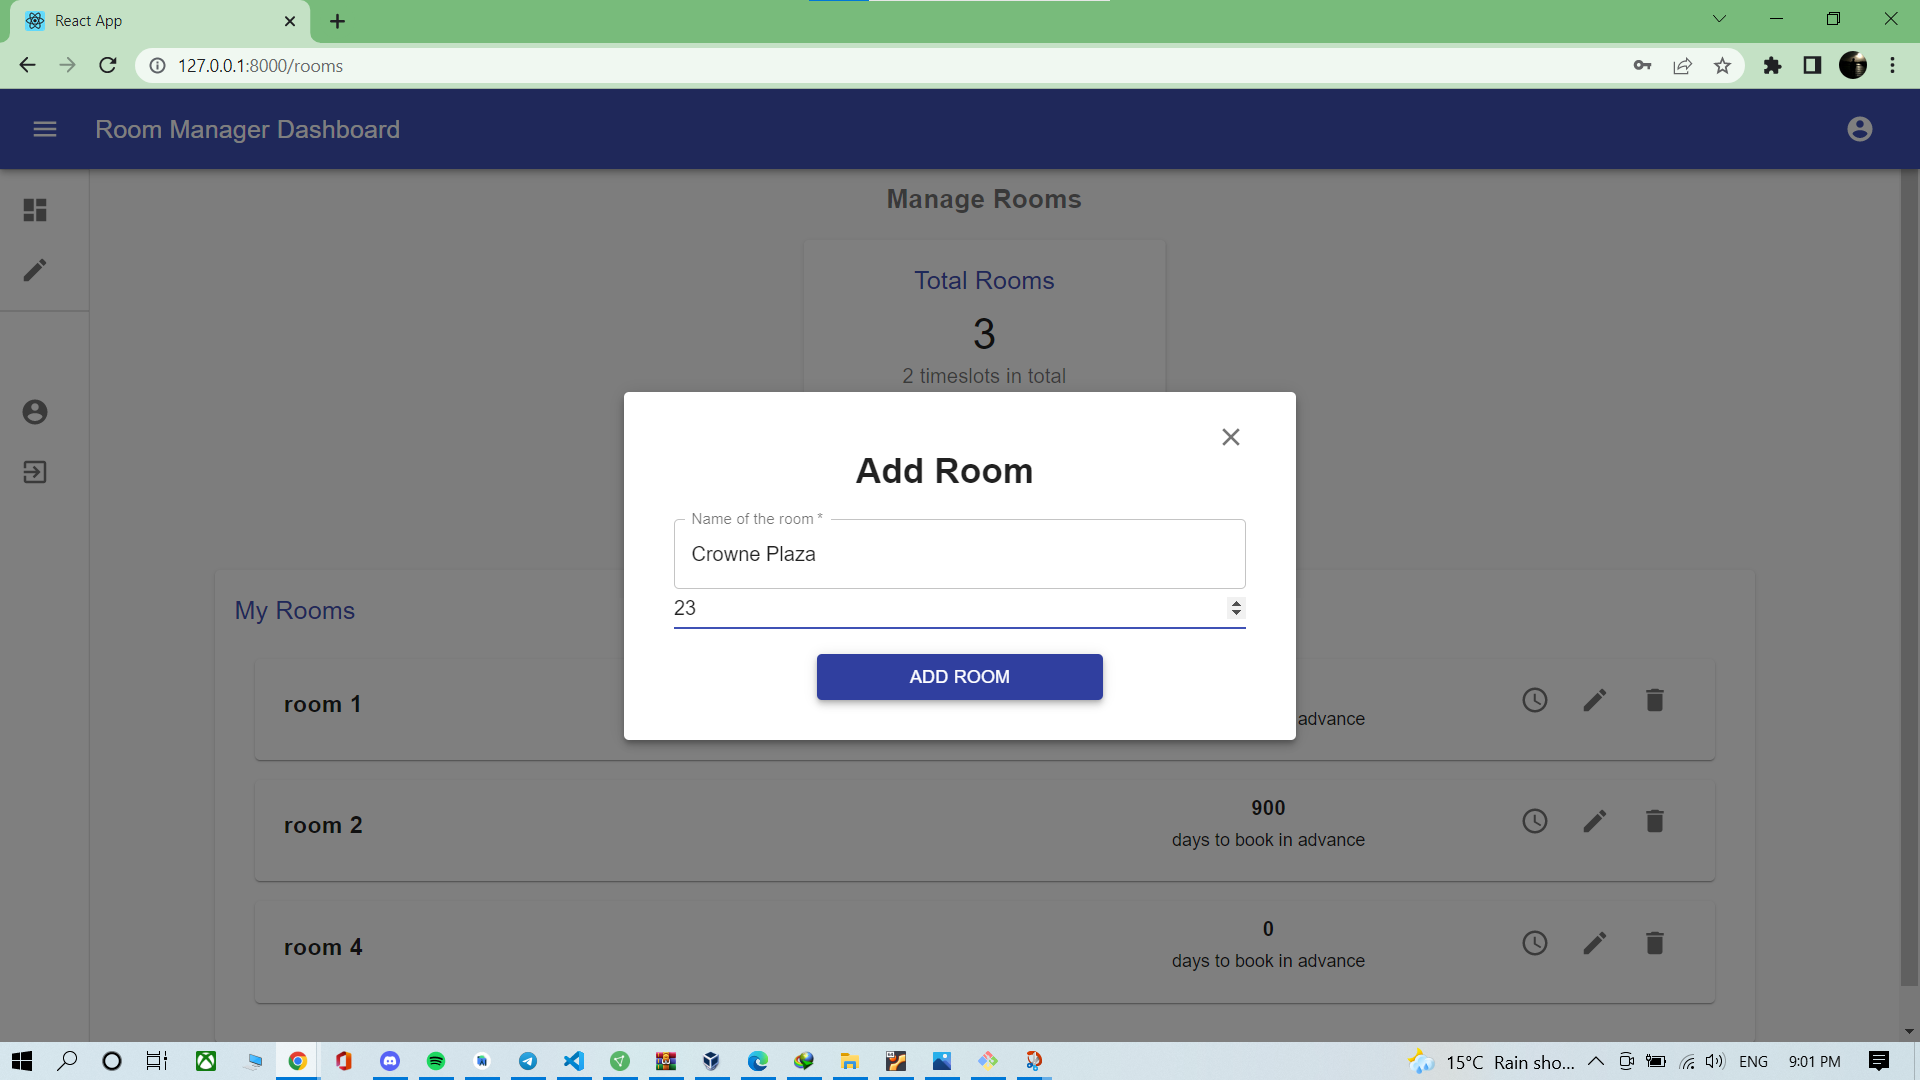 React App
127.0.0.1:8000/rooms
Room Manager Dashboard
Manage Rooms
Total Rooms
3
2 timeslots in total
Add Room
Name of the room *
Crowne Plaza
23
ADD ROOM
My Rooms
room 1
advance
room 2
900
days to book in advance
room 4
0
days to book in advance
15°C Rain sho... ENG 9:01 PM